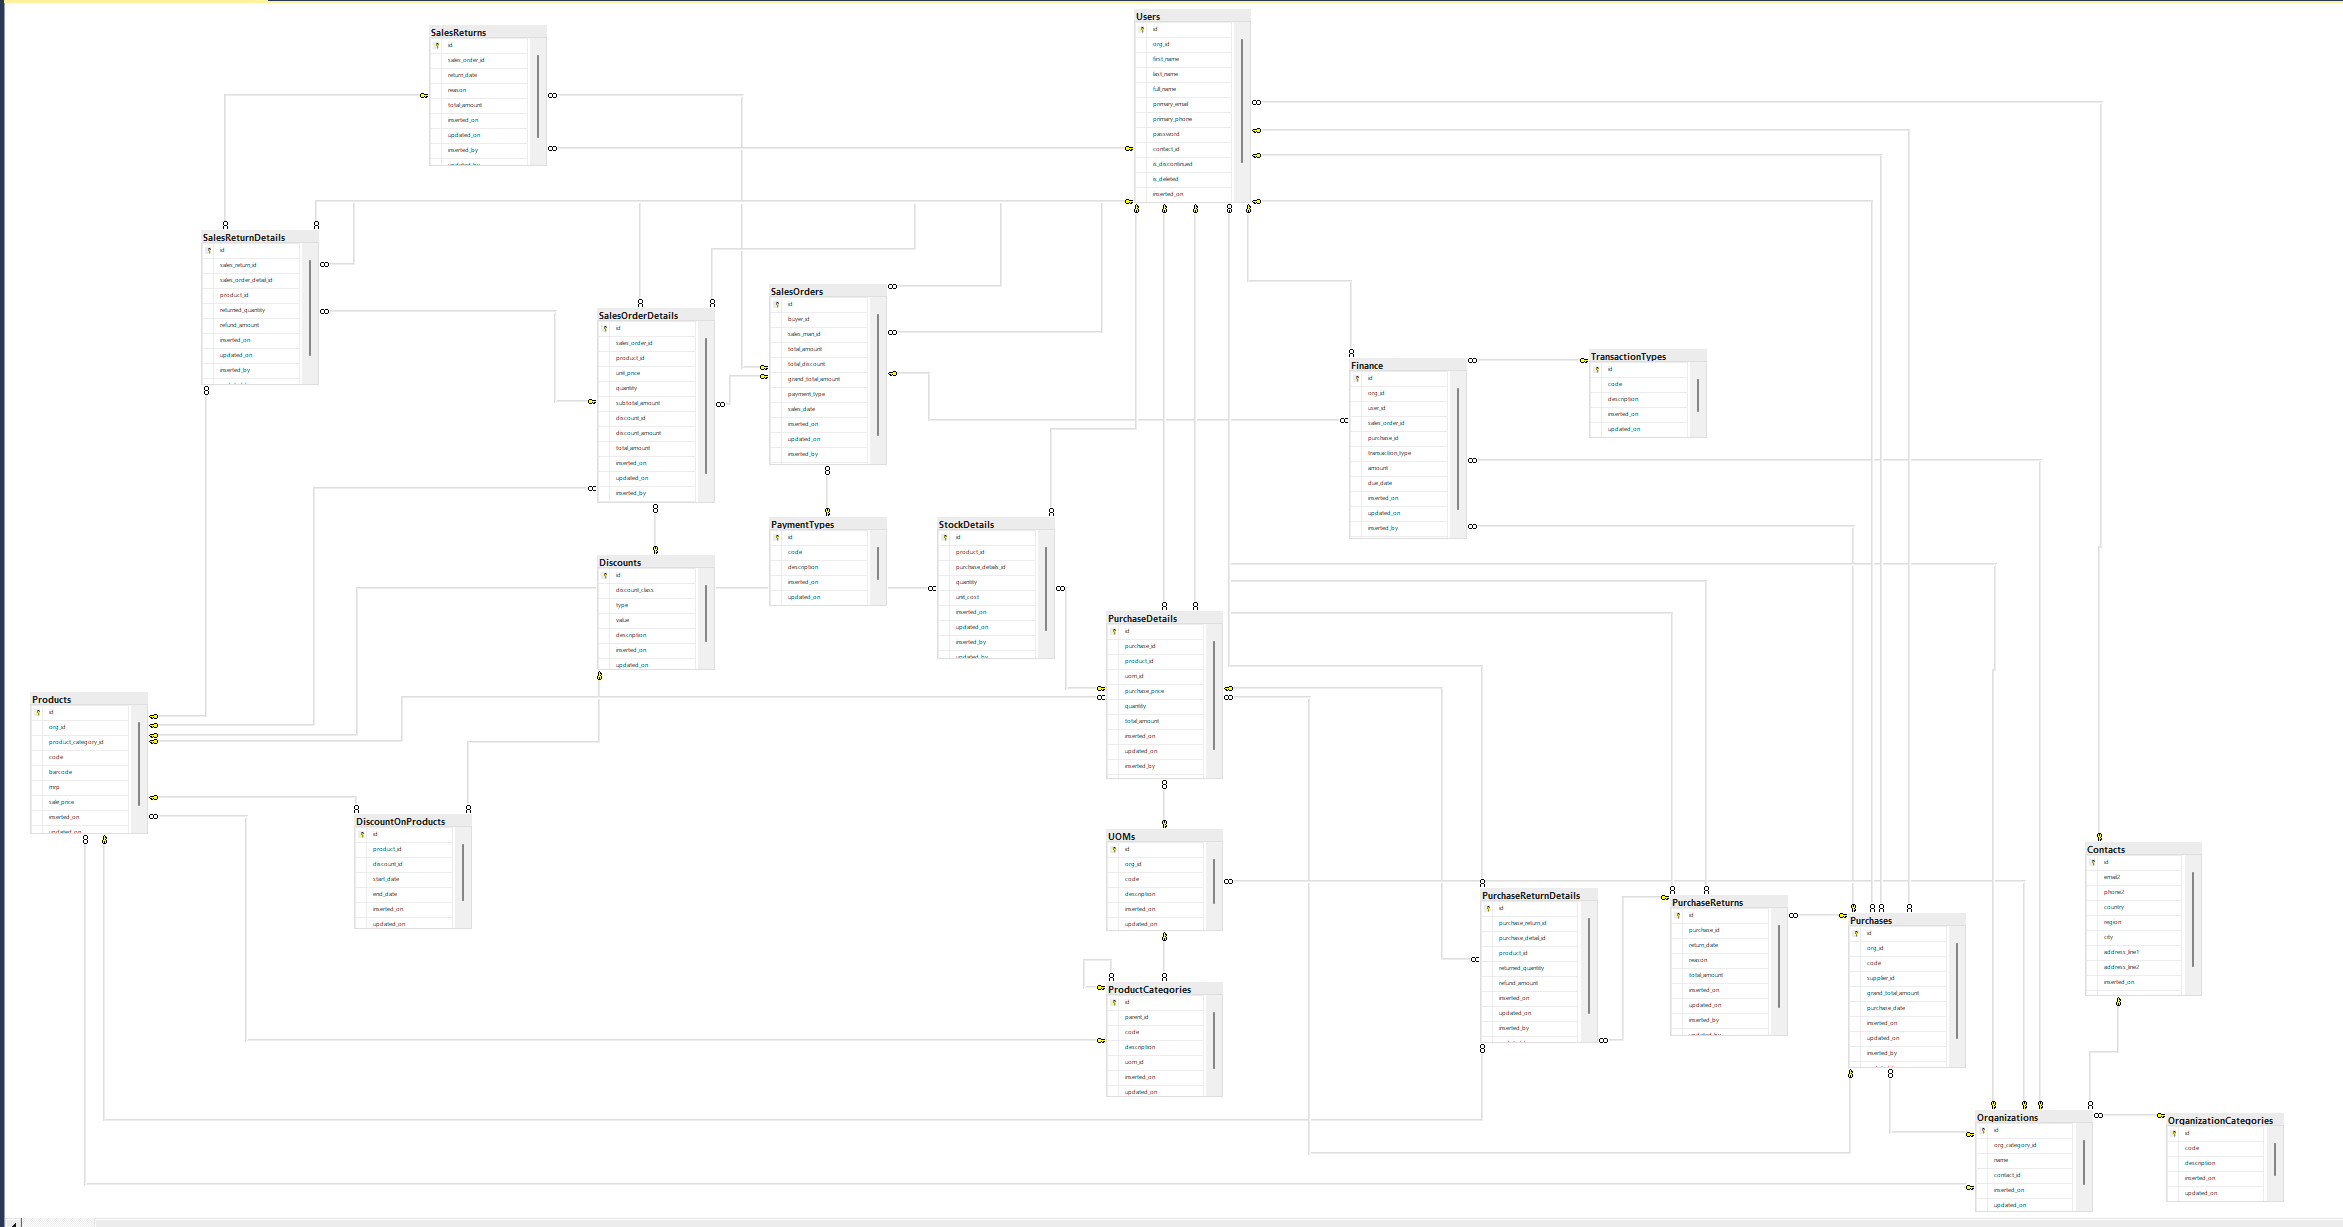 Users
id
org_id
first_name
last_name
full_name
primary_email
primary_phone
password
contact_id
is_discontinued
is_deleted
inserted_on
SalesReturns
id
sales_order_id
return_date
reason
total_amount
inserted_on
updated_on
inserted_by
updated_by
SalesReturnDetails
id
sales_return_id
sales_order_detail_id
product_id
returned_quantity
refund_amount
inserted_on
updated_on
inserted_by
SalesOrderDetails
id
sales_order_id
product_id
unit_price
quantity
subtotal_amount
discount_id
discount_amount
total_amount
inserted_on
updated_on
inserted_by
SalesOrders
id
buyer_id
sales_man_id
total_amount
total_discount
grand_total_amount
payment_type
sales_date
inserted_on
updated_on
inserted_by
Finance
id
org_id
user_id
sales_order_id
purchase_id
transaction_type
amount
due_date
inserted_on
updated_on
inserted_by
TransactionTypes
id
code
description
inserted_on
updated_on
Discounts
id
discount_class
type
value
description
inserted_on
updated_on
PaymentTypes
id
code
description
inserted_on
updated_on
StockDetails
id
product_id
purchase_details_id
quantity
unit_cost
inserted_on
updated_on
inserted_by
updated_by
PurchaseDetails
id
purchase_id
product_id
uom_id
purchase_price
quantity
total_amount
inserted_on
updated_on
inserted_by
Products
id
org_id
product_category_id
code
barcode
mrp
sale_price
inserted_on
updated_on
DiscountOnProducts
id
product_id
discount_id
start_date
end_date
inserted_on
updated_on
UOMs
id
org_id
code
description
inserted_on
updated_on
ProductCategories
id
parent_id
code
description
uom_id
inserted_on
updated_on
PurchaseReturnDetails
id
purchase_return_id
purchase_detail_id
product_id
returned_quantity
refund_amount
inserted_on
updated_on
inserted_by
PurchaseReturns
id
purchase_id
return_date
reason
total_amount
inserted_on
updated_on
inserted_by
updated_by
Purchases
id
org_id
code
supplier_id
grand_total_amount
purchase_date
inserted_on
updated_on
inserted_by
Contacts
id
email2
phone2
country
region
city
address_line1
address_line2
inserted_on
Organizations
id
org_category_id
name
contact_id
inserted_on
updated_on
OrganizationCategories
id
code
description
inserted_on
updated_on